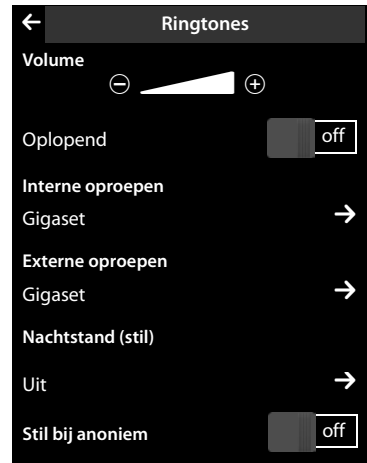 Ringtones
Volume
Oplopend off
Interne oproepen
Gigaset
Externe oproepen
Gigaset
Nachtstand (stil)
Uit
Stil bij anoniem off